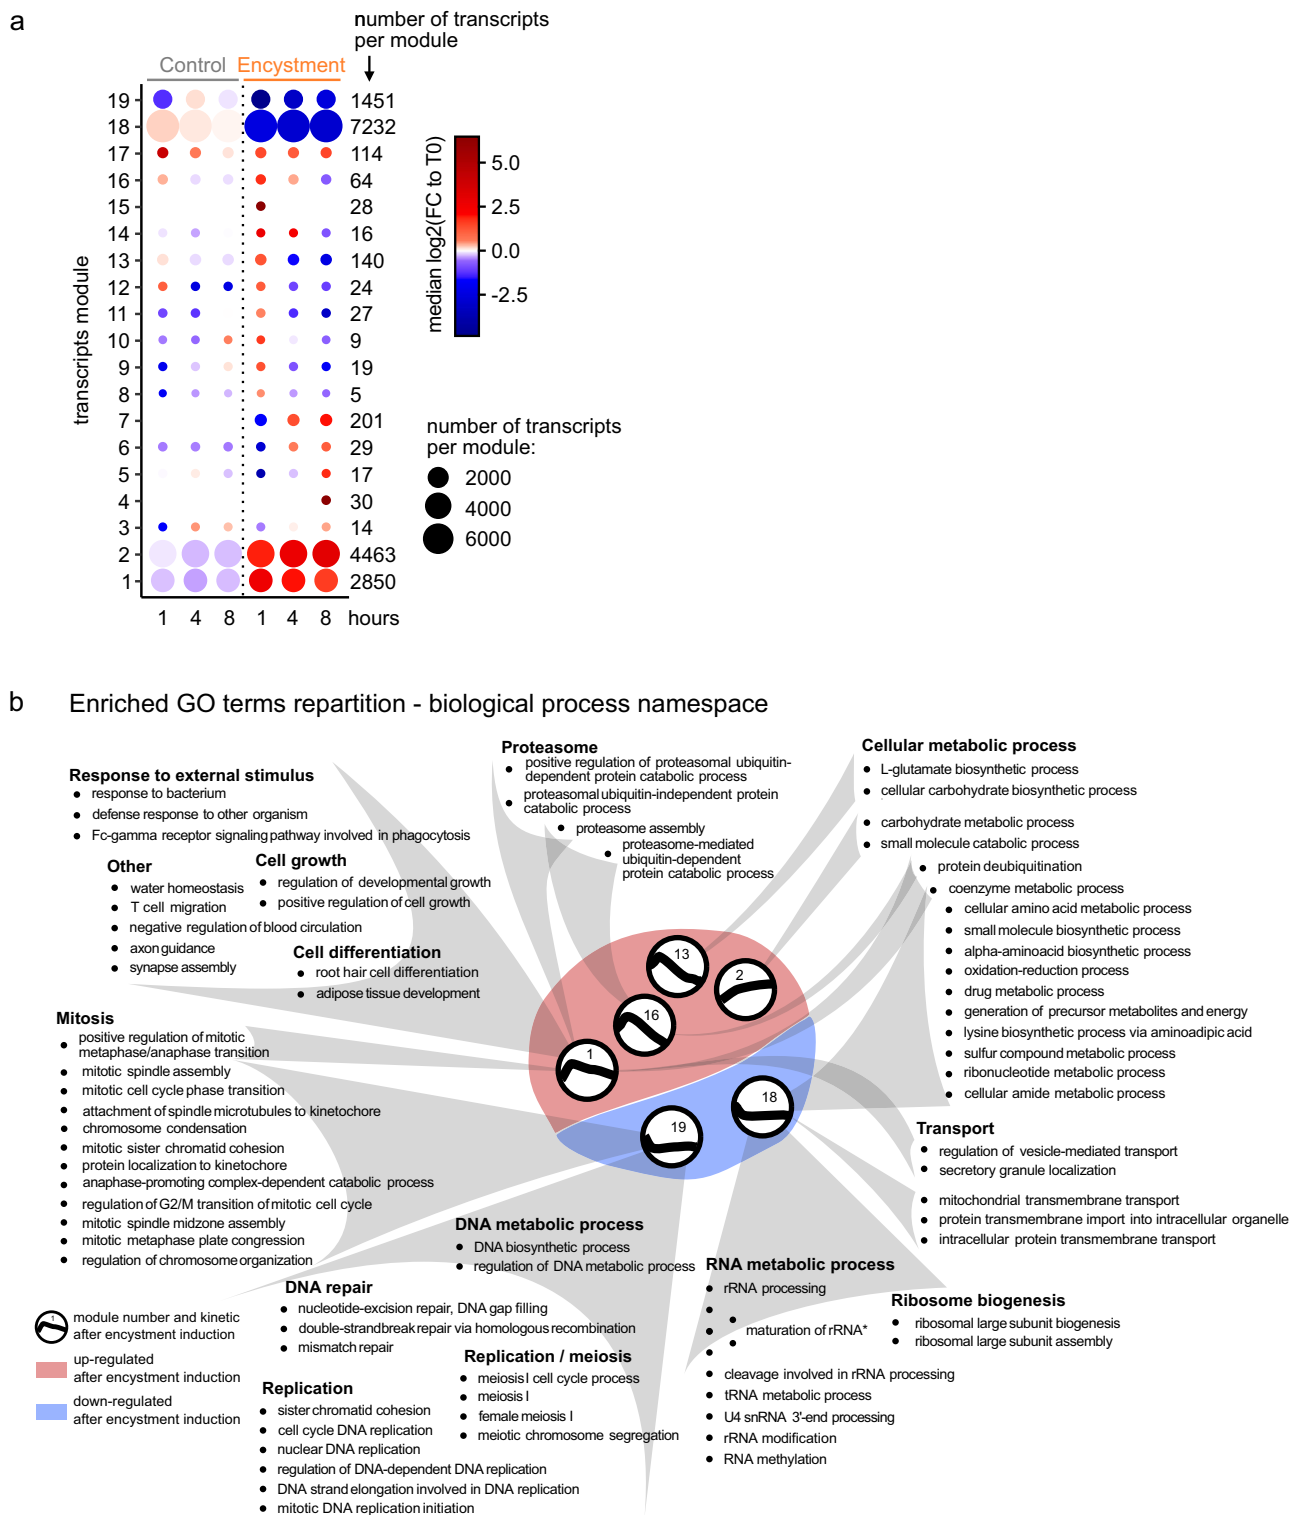 a
number of transcripts
per module
Control Encystment
19 1451
18 7232
17 114
16 64
15 28
14 16
13 140
12 24
11 27
10 9
9 19
8 5
7 201
6 29
5 17
4 30
3 14
2 4463
1 2850
1 4 8 1 4 8 hours
transcripts module
median log2(FC to T0)
5.0
2.5
0.0
-2.5
number of transcripts
per module:
2000
4000
6000
b Enriched GO terms repartition - biological process namespace
Response to external stimulus
• response to bacterium
• defense response to other organism
• Fc-gamma receptor signaling pathway involved in phagocytosis
Other
• water homeostasis
• T cell migration
• negative regulation of blood circulation
• axon guidance
• synapse assembly
Cell growth
• regulation of developmental growth
• positive regulation of cell growth
Cell differentiation
• root hair cell differentiation
• adipose tissue development
Proteasome
• positive regulation of proteasomal ubiquitin-
dependent protein catabolic process
• proteasomal ubiquitin-independent protein
catabolic process
• proteasome assembly
• proteasome-mediated
ubiquitin-dependent
protein catabolic process
Cellular metabolic process
• L-glutamate biosynthetic process
• cellular carbohydrate biosynthetic process
• carbohydrate metabolic process
• small molecule catabolic process
• protein deubiquitination
• coenzyme metabolic process
• cellular amino acid metabolic process
• small molecule biosynthetic process
• alpha-aminoacid biosynthetic process
• oxidation-reduction process
• drug metabolic process
• generation of precursor metabolites and energy
• lysine biosynthetic process via aminoadipic acid
• sulfur compound metabolic process
• ribonucleotide metabolic process
• cellular amide metabolic process
13
2
16
1
18
19
Mitosis
• positive regulation of mitotic
metaphase/anaphase transition
• mitotic spindle assembly
• mitotic cell cycle phase transition
• attachment of spindle microtubules to kinetochore
• chromosome condensation
• mitotic sister chromatid cohesion
• protein localization to kinetochore
• anaphase-promoting complex-dependent catabolic process
• regulation of G2/M transition of mitotic cell cycle
• mitotic spindle midzone assembly
• mitotic metaphase plate congression
• regulation of chromosome organization
Transport
• regulation of vesicle-mediated transport
• secretory granule localization
• mitochondrial transmembrane transport
• protein transmembrane import into intracellular organelle
• intracellular protein transmembrane transport
DNA metabolic process
• DNA biosynthetic process
• regulation of DNA metabolic process
DNA repair
• nucleotide-excision repair, DNA gap filling
• double-strandbreak repair via homologous recombination
• mismatch repair
Replication / meiosis
• meiosis I cell cycle process
• meiosis I
• female meiosis I
• meiotic chromosome segregation
Replication
• sister chromatid cohesion
• cell cycle DNA replication
• nuclear DNA replication
• regulation of DNA-dependent DNA replication
• DNA strand elongation involved in DNA replication
• mitotic DNA replication initiation
RNA metabolic process
• rRNA processing
• maturation of rRNA*
• cleavage involved in rRNA processing
• tRNA metabolic process
• U4 snRNA 3'-end processing
• rRNA modification
• RNA methylation
Ribosome biogenesis
• ribosomal large subunit biogenesis
• ribosomal large subunit assembly
1
module number and kinetic
after encystment induction
up-regulated
after encystment induction
down-regulated
after encystment induction